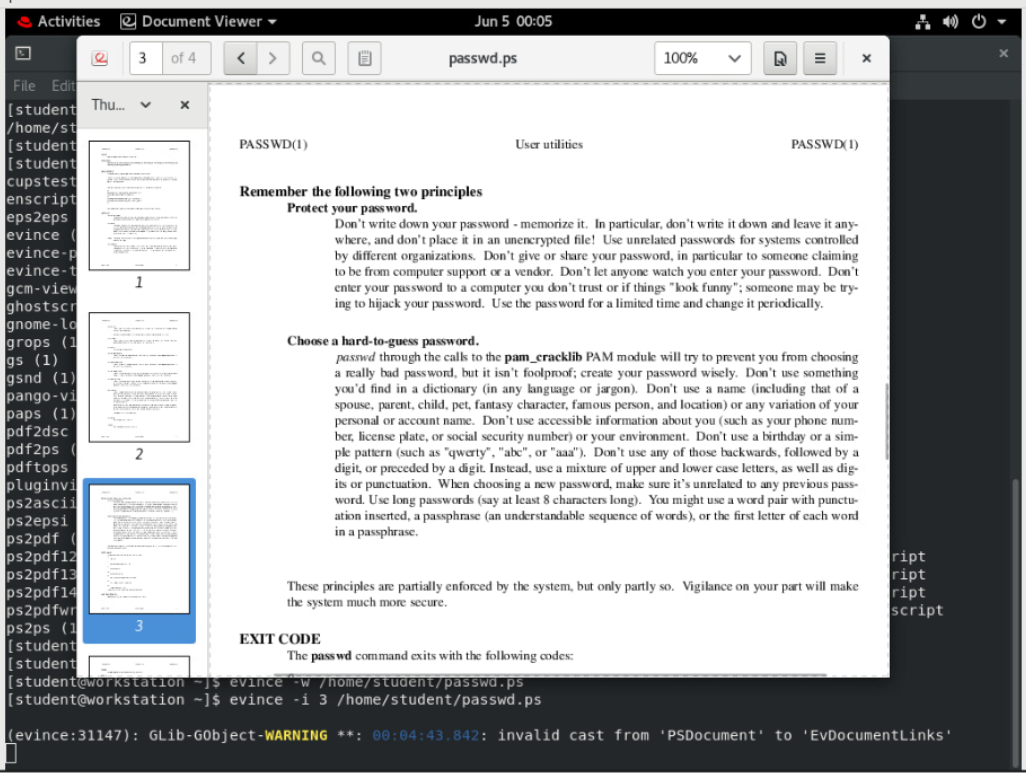 Activities Document Viewer Jun 5 00:05
3 of 4 passwd.ps 100%
File Edi
Thu...
[student
/home/st
[student
[student
cupstest
enscript
eps2eps
evince (
evince-p
evince-t
gcm-view
ghostscr
gnome-lo
grops (1
gs (1)
gsnd (1)
pango-vi
paps (1)
pdf2dsc
pdf2ps (
pdftops
pluginvi
ps2ascii
ps2epsi
ps2pdf (
ps2pdf12 ript
ps2pdf13 ript
ps2pdf14 ript
ps2pdfwr script
ps2ps (1
[student
[student
1
2
3
PASSWD(1) User utilities PASSWD(1)
Remember the following two principles
Protect your password.
Don't write down your password - memorize it. In particular, don't write it down and leave it any-
where, and don't place it in an unencrypted file! Use unrelated passwords for systems controlled
by different organizations. Don't give or share your password, in particular to someone claiming
to be from computer support or a vendor. Don't let anyone watch you enter your password. Don't
enter your password to a computer you don't trust or if things "look funny"; someone may be try-
ing to hijack your password. Use the password for a limited time and change it periodically.
Choose a hard-to-guess password.
passwd through the calls to the pam_cracklib PAM module will try to prevent you from choosing
a really bad password, but it isn't foolproof; create your password wisely. Don't use something
you'd find in a dictionary (in any language or jargon). Don't use a name (including that of a
spouse, parent, child, pet, fantasy character, famous person, and location) or any variation of your
personal or account name. Don't use accessible information about you (such as your phone num-
ber, license plate, or social security number) or your environment. Don't use a birthday or a sim-
ple pattern (such as "qwerty", "abc", or "aaa"). Don't use any of those backwards, followed by a
digit, or preceded by a digit. Instead, use a mixture of upper and lower case letters, as well as dig-
its or punctuation. When choosing a new password, make sure it's unrelated to any previous pass-
word. Use long passwords (say at least 8 characters long). You might use a word pair with punctu-
ation inserted, a passphrase (an understandable sequence of words), or the first letter of each word
in a passphrase.
These principles are partially enforced by the system, but only partly so. Vigilance on your part will make
the system much more secure.
EXIT CODE
The passwd command exits with the following codes:
[student@workstation ~]$ evince -w /home/student/passwd.ps
[student@workstation ~]$ evince -i 3 /home/student/passwd.ps
(evince:31147): GLib-GObject-WARNING **: 00:04:43.842: invalid cast from 'PSDocument' to 'EvDocumentLinks'